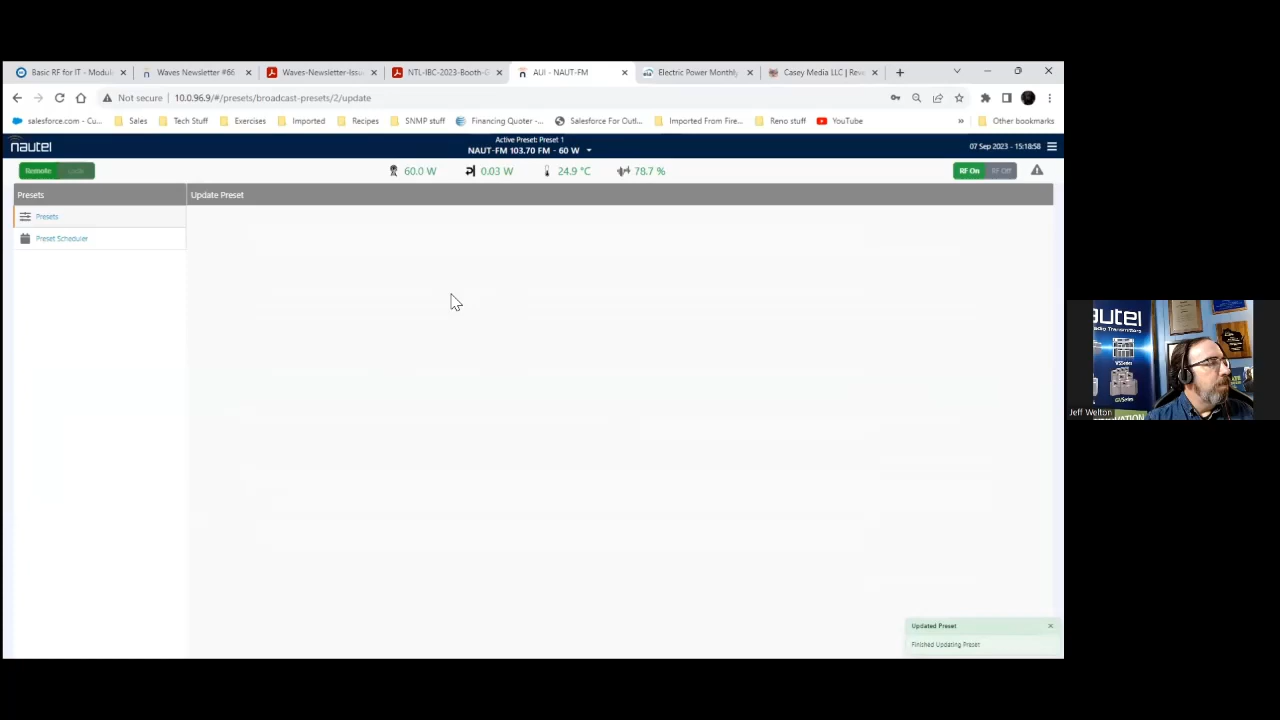 Basic RF for IT - Modul
Waves Newsletter #66
Waves-Newsletter-Issu
NTL-IBC-2023-Booth-G
AUI - NAUT-FM
Electric Power Monthly
Casey Media LLC | Reve
Not secure
10.0.96.9/#/presets/broadcast-presets/2/update
salesforce.com - Cu...
Sales
Tech Stuff
Exercises
Imported
Recipes
SNMP stuff
Financing Quoter -...
Salesforce For Outl...
Imported From Fire...
Reno stuff
YouTube
»
Other bookmarks
nautel
Active Preset: Preset 1
NAUT-FM 103.70 FM - 60 W
07 Sep 2023 - 15:18:58
Remote
60.0 W
0.03 W
24.9 °C
78.7 %
RF On
RF Off
Presets
Update Preset
Presets
Preset Scheduler
Updated Preset
Finished Updating Preset
autel
adio Transmitters
Jeff Welton